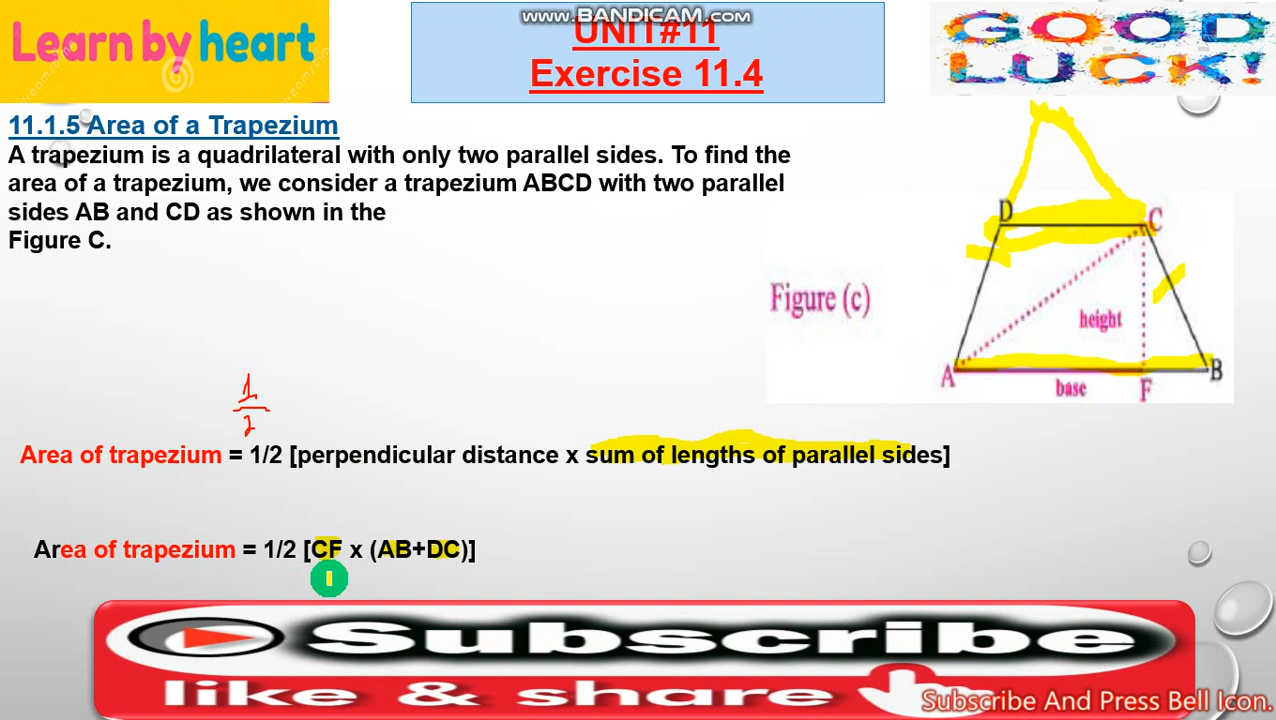 www.BANDICAM.com
Learn by heart
UNIT#11
Exercise 11.4
GOOD
LUCK!
11.1.5 Area of a Trapezium
A trapezium is a quadrilateral with only two parallel sides. To find the
area of a trapezium, we consider a trapezium ABCD with two parallel
sides AB and CD as shown in the
Figure C.
D
C
Figure (c)
height
A
B
base
F
1
2
Area of trapezium = 1/2 [perpendicular distance x sum of lengths of parallel sides]
Area of trapezium = 1/2 [CF x (AB+DC)]
Subscribe
like & share
Subscribe And Press Bell Icon.